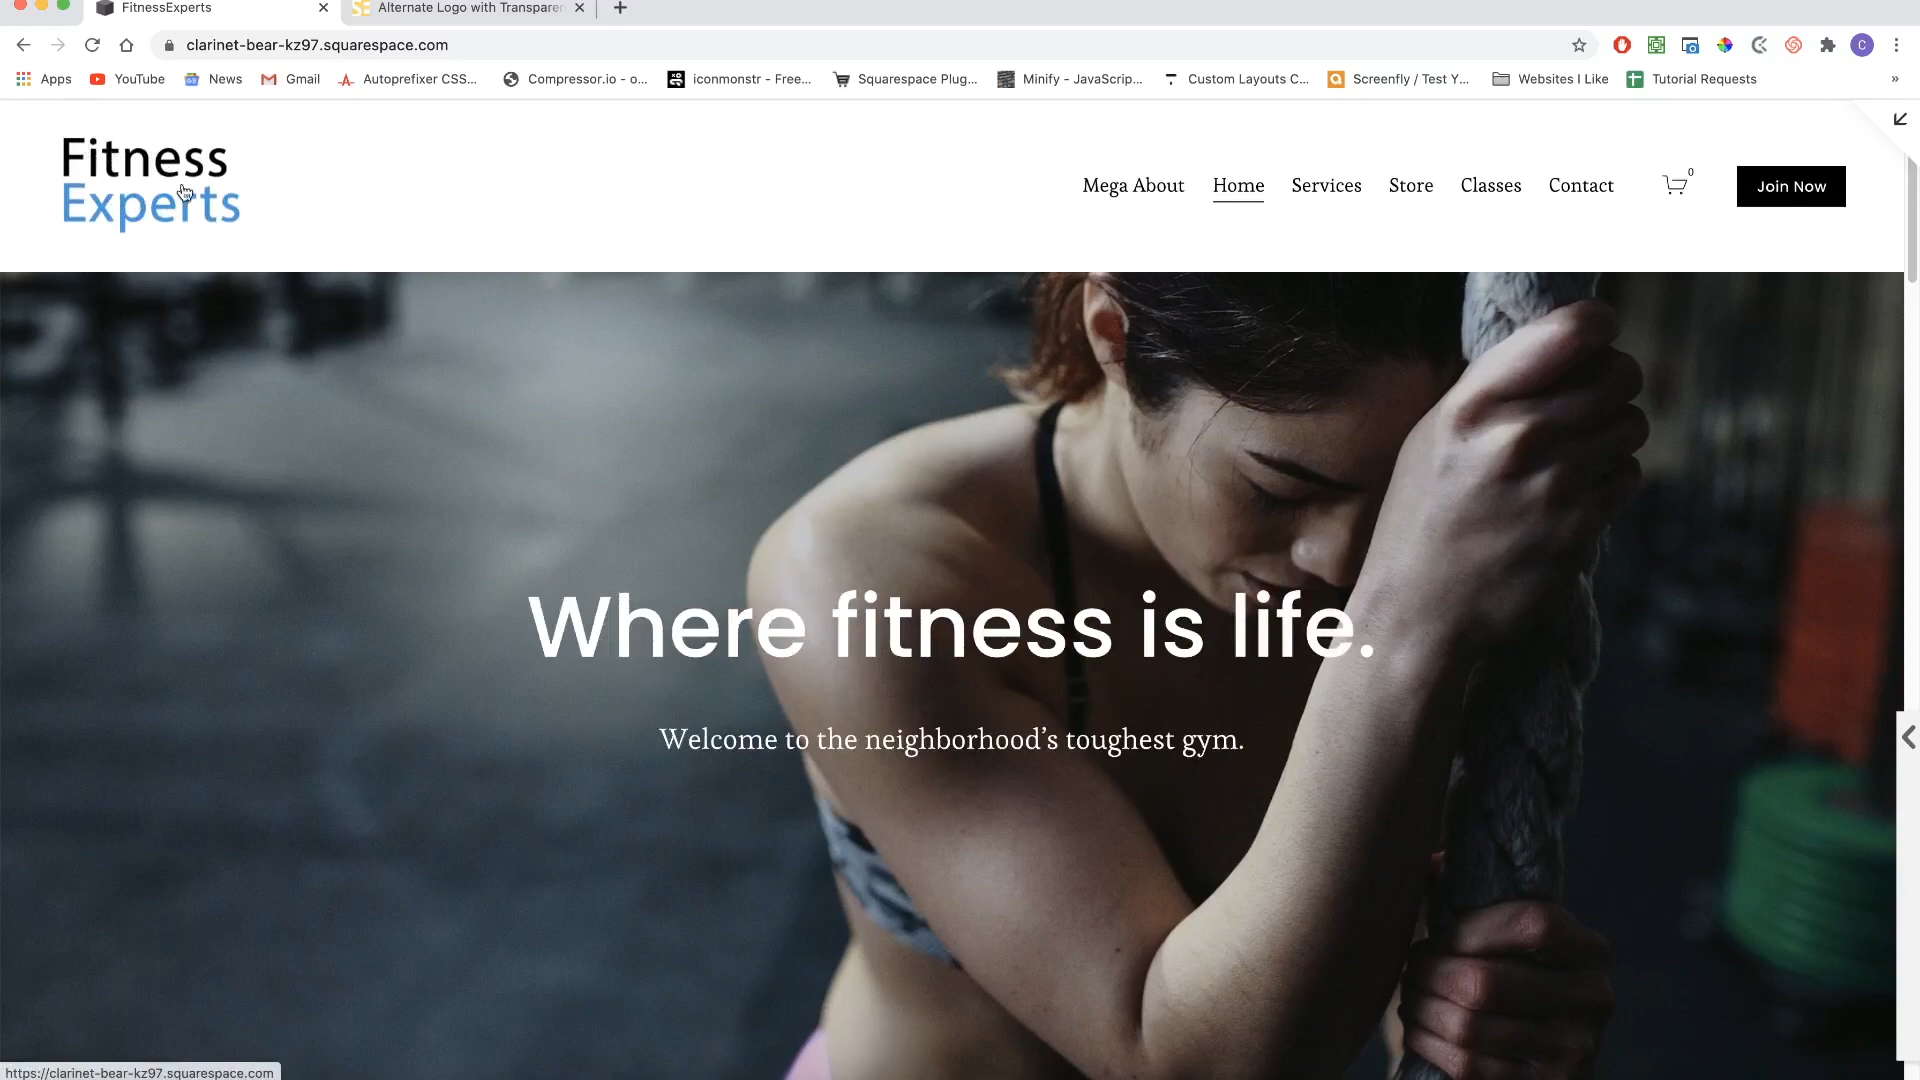 FitnessExperts
Alternate Logo with Transparen
clarinet-bear-kz97.squarespace.com
C
Apps
YouTube
News
Gmail
Autoprefixer CSS...
Compressor.io - o...
iconmonstr - Free...
Squarespace Plug...
Minify - JavaScrip...
Custom Layouts C...
Screenfly / Test Y...
Websites I Like
Tutorial Requests
»
Fitness
Experts
Mega About
Home
Services
Store
Classes
Contact
0
Join Now
Where fitness is life.
Welcome to the neighborhood’s toughest gym.
https://clarinet-bear-kz97.squarespace.com